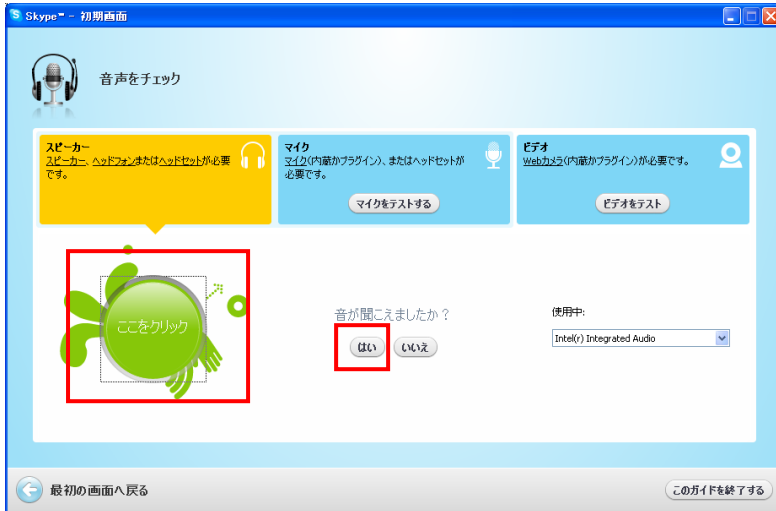 Skype™ - 初期画面
音声をチェック
スピーカー
スピーカー、ヘッドフォンまたはヘッドセットが必要
です。
マイク
マイク(内蔵かプラグイン)、またはヘッドセットが
必要です。
マイクをテストする
ビデオ
Webカメラ(内蔵かプラグイン)が必要です。
ビデオをテスト
ここをクリック
音が聞こえましたか？
はい
いいえ
使用中:
Intel(r) Integrated Audio
最初の画面へ戻る
このガイドを終了する